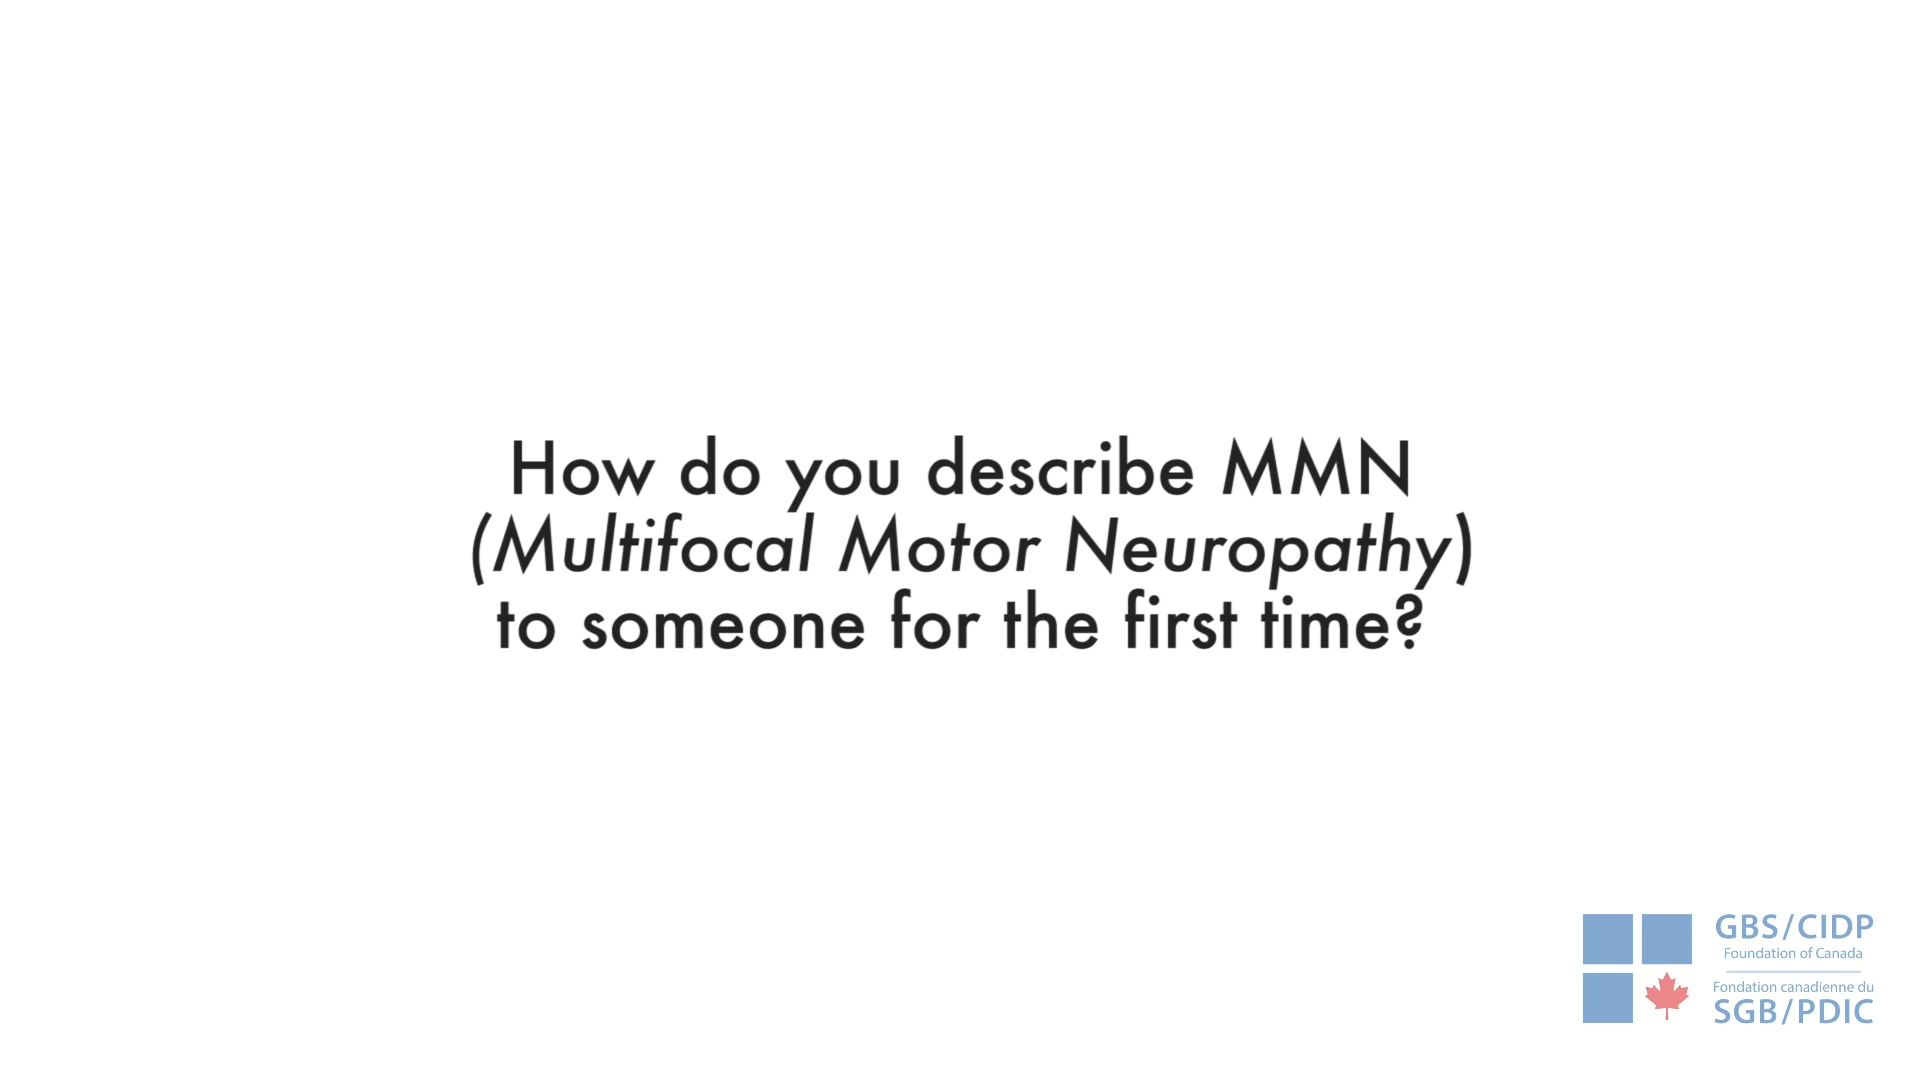 How do you describe MMN
(Multifocal Motor Neuropathy)
to someone for the first time?
GBS/CIDP
Foundation of Canada
Fondation canadienne du
SGB/PDIC